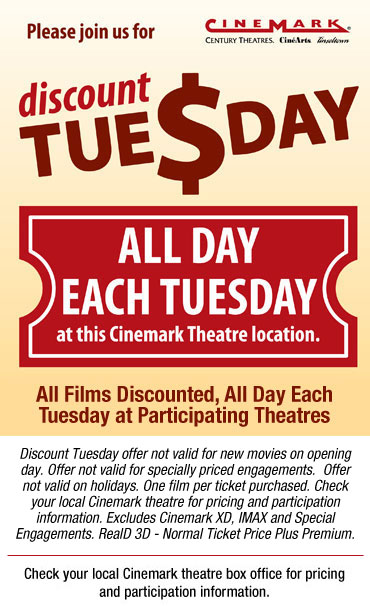 Please join us for
CINEMARK®
CENTURY THEATRES. CinéArts Tinseltown
discount
TUE$DAY
ALL DAY
EACH TUESDAY
at this Cinemark Theatre location.
All Films Discounted, All Day Each
Tuesday at Participating Theatres
Discount Tuesday offer not valid for new movies on opening
day. Offer not valid for specially priced engagements. Offer
not valid on holidays. One film per ticket purchased. Check
your local Cinemark theatre for pricing and participation
information. Excludes Cinemark XD, IMAX and Special
Engagements. RealD 3D - Normal Ticket Price Plus Premium.
Check your local Cinemark theatre box office for pricing
and participation information.